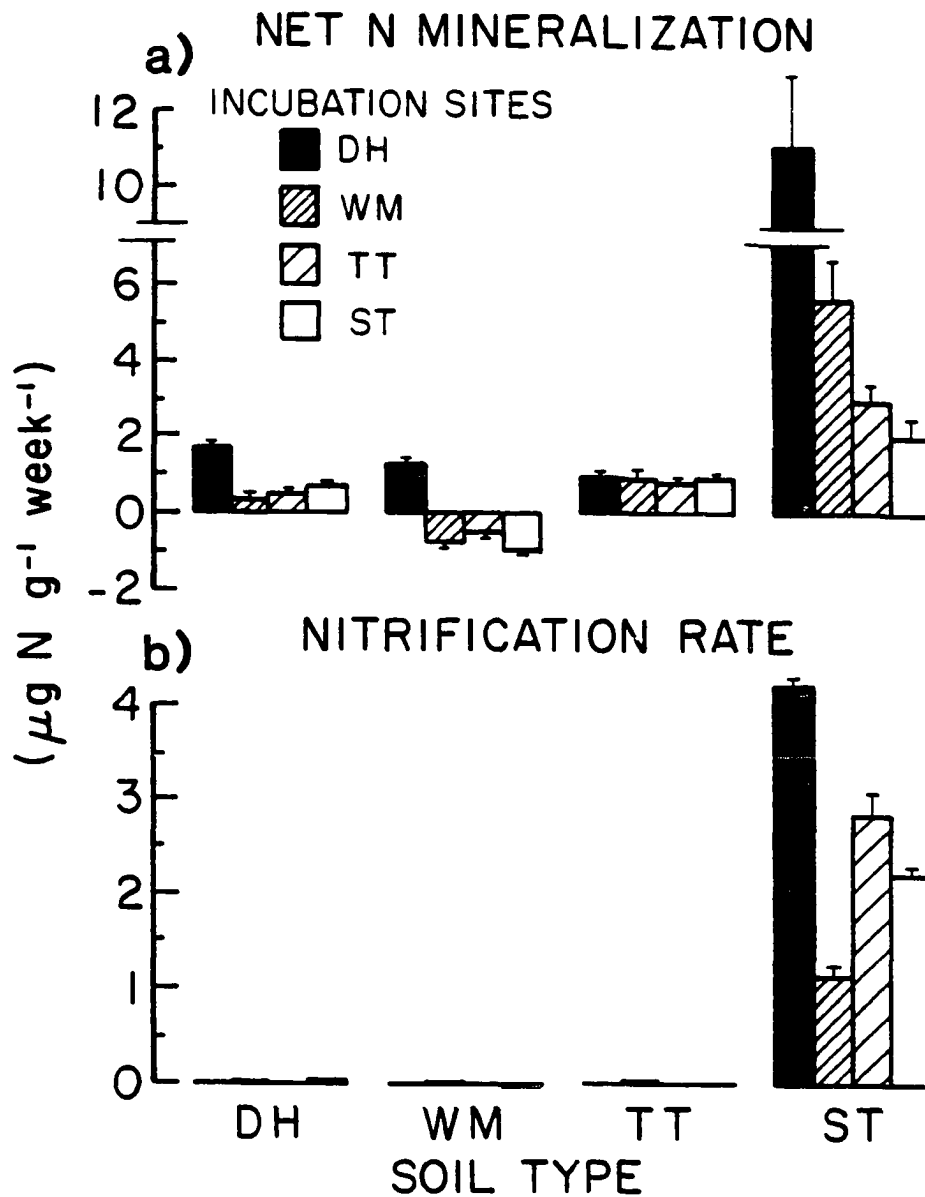 NET N MINERALIZATION
a)
INCUBATION SITES
DH
WM
TT
ST
12
10
6
4
2
0
-2
(µg N g⁻¹ week⁻¹)
NITRIFICATION RATE
b)
4
3
2
1
0
DH WM TT ST
SOIL TYPE